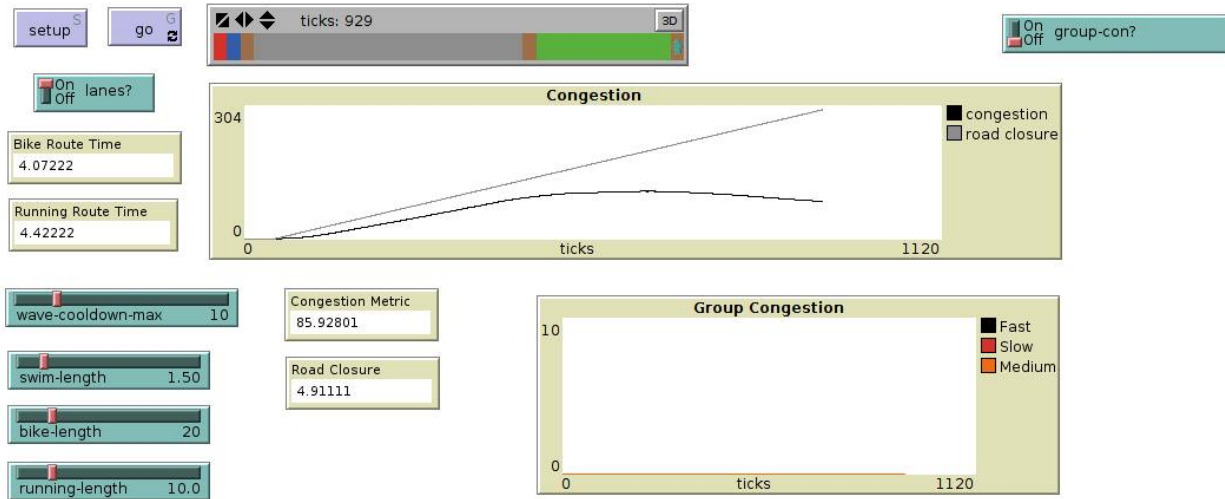 setup S
go G
ticks: 929
3D
On
Off
group-con?
On
Off
lanes?
Bike Route Time
4.07222
Running Route Time
4.42222
Congestion
304
0
0
ticks
1120
congestion
road closure
wave-cooldown-max 10
swim-length 1.50
bike-length 20
running-length 10.0
Congestion Metric
85.92801
Road Closure
4.91111
Group Congestion
10
0
0
ticks
1120
Fast
Slow
Medium